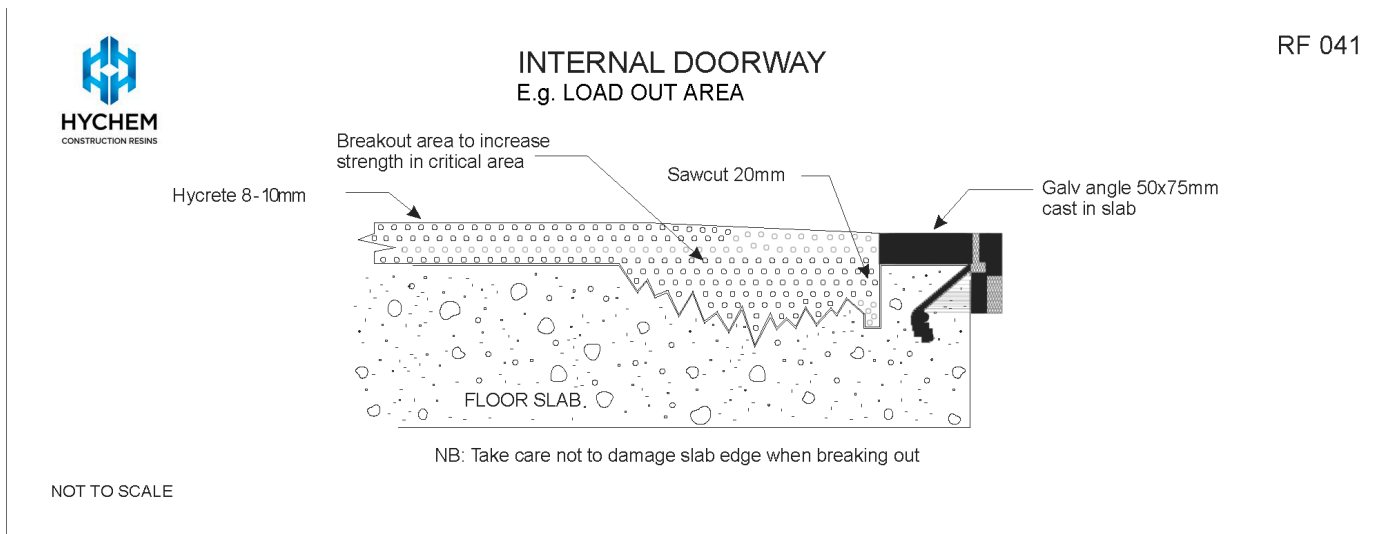 RF 041
INTERNAL DOORWAY
E.g. LOAD OUT AREA
HYCHEM
CONSTRUCTION RESINS
Breakout area to increase
strength in critical area
Sawcut 20mm
Hycrete 8-10mm
Galv angle 50x75mm
cast in slab
FLOOR SLAB.
NB: Take care not to damage slab edge when breaking out
NOT TO SCALE